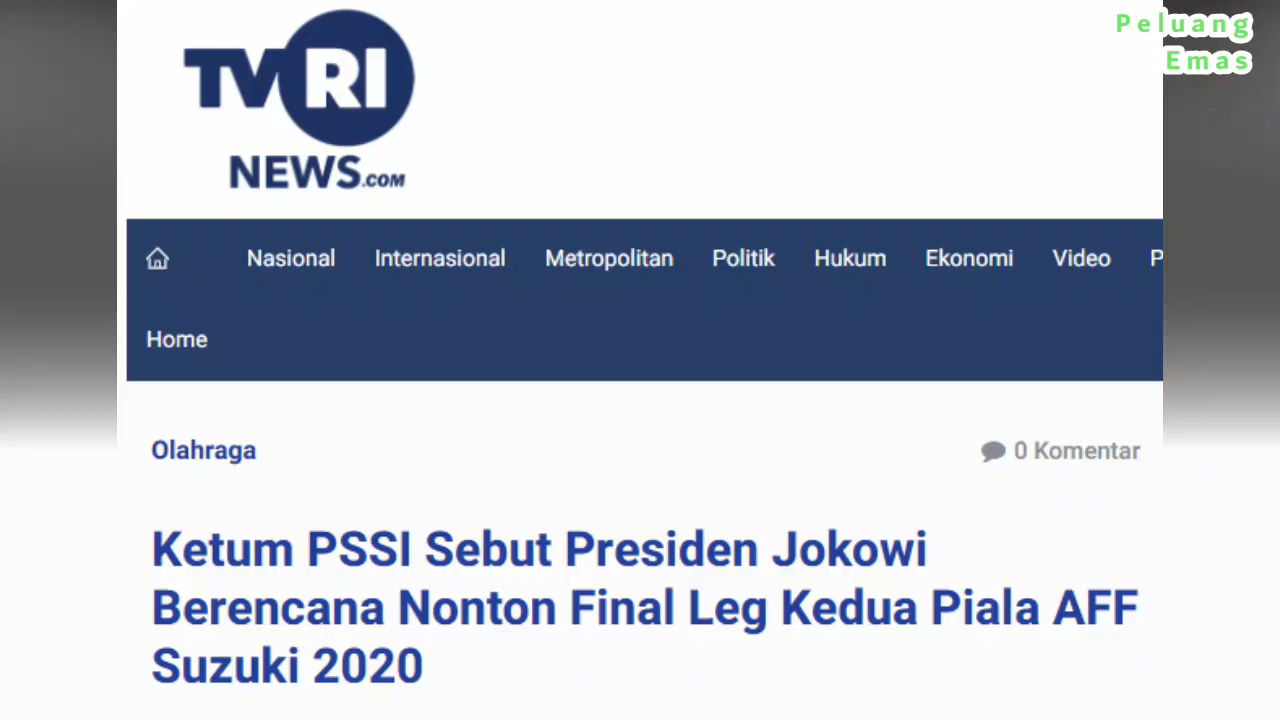 Peluang
Emas
TVRI
NEWS.COM
Nasional Internasional Metropolitan Politik Hukum Ekonomi Video P
Home
Olahraga 0 Komentar
Ketum PSSI Sebut Presiden Jokowi
Berencana Nonton Final Leg Kedua Piala AFF
Suzuki 2020